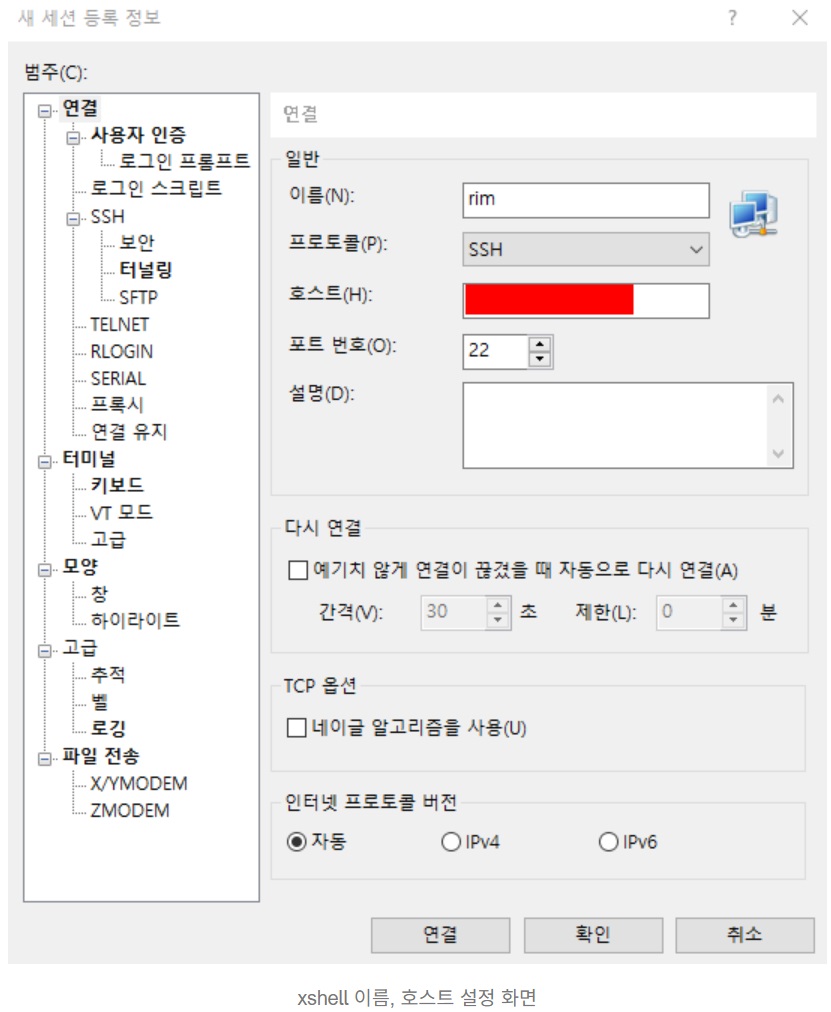 새 세션 등록 정보
?
범주(C):
연결
사용자 인증
로그인 프롬프트
로그인 스크립트
SSH
보안
터널링
SFTP
TELNET
RLOGIN
SERIAL
프록시
연결 유지
터미널
키보드
VT 모드
고급
모양
창
하이라이트
고급
추적
벨
로깅
파일 전송
X/YMODEM
ZMODEM
연결
일반
이름(N):
rim
프로토콜(P):
SSH
호스트(H):
포트 번호(O):
22
설명(D):
다시 연결
예기치 않게 연결이 끊겼을 때 자동으로 다시 연결(A)
간격(V): 30 초 제한(L): 0 분
TCP 옵션
네이글 알고리즘을 사용(U)
인터넷 프로토콜 버전
자동 IPv4 IPv6
연결 확인 취소
xshell 이름, 호스트 설정 화면